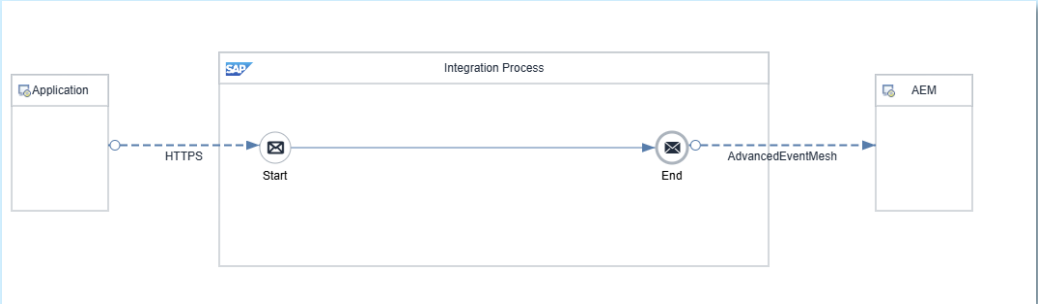 Application
SAP
Integration Process
AEM
HTTPS
Start
End
AdvancedEventMesh